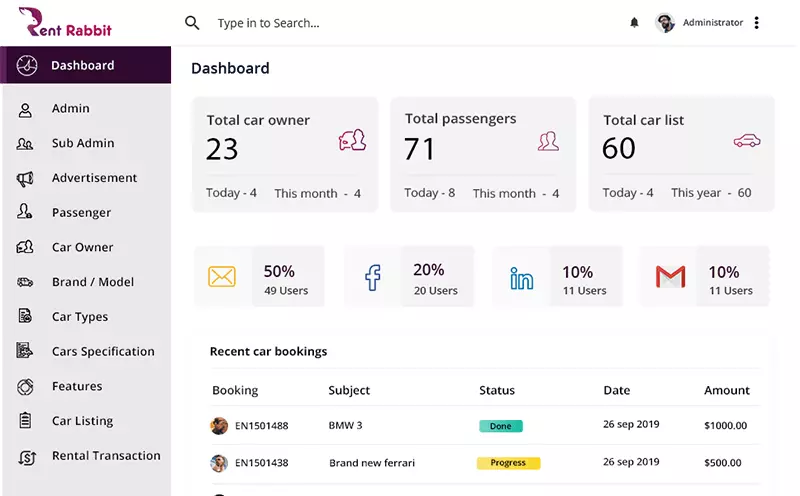 Rent Rabbit
Type in to Search...
Administrator
Dashboard
Admin
Sub Admin
Advertisement
Passenger
Car Owner
Brand / Model
Car Types
Cars Specification
Features
Car Listing
Rental Transaction
Dashboard
Total car owner
23
Today - 4 This month - 4
Total passengers
71
Today - 8 This month - 4
Total car list
60
Today - 4 This year - 60
50%
49 Users
20%
20 Users
10%
11 Users
10%
11 Users
Recent car bookings
Booking Subject Status Date Amount
EN1501488 BMW 3 Done 26 sep 2019 $1000.00
EN1501438 Brand new ferrari Progress 26 sep 2019 $500.00